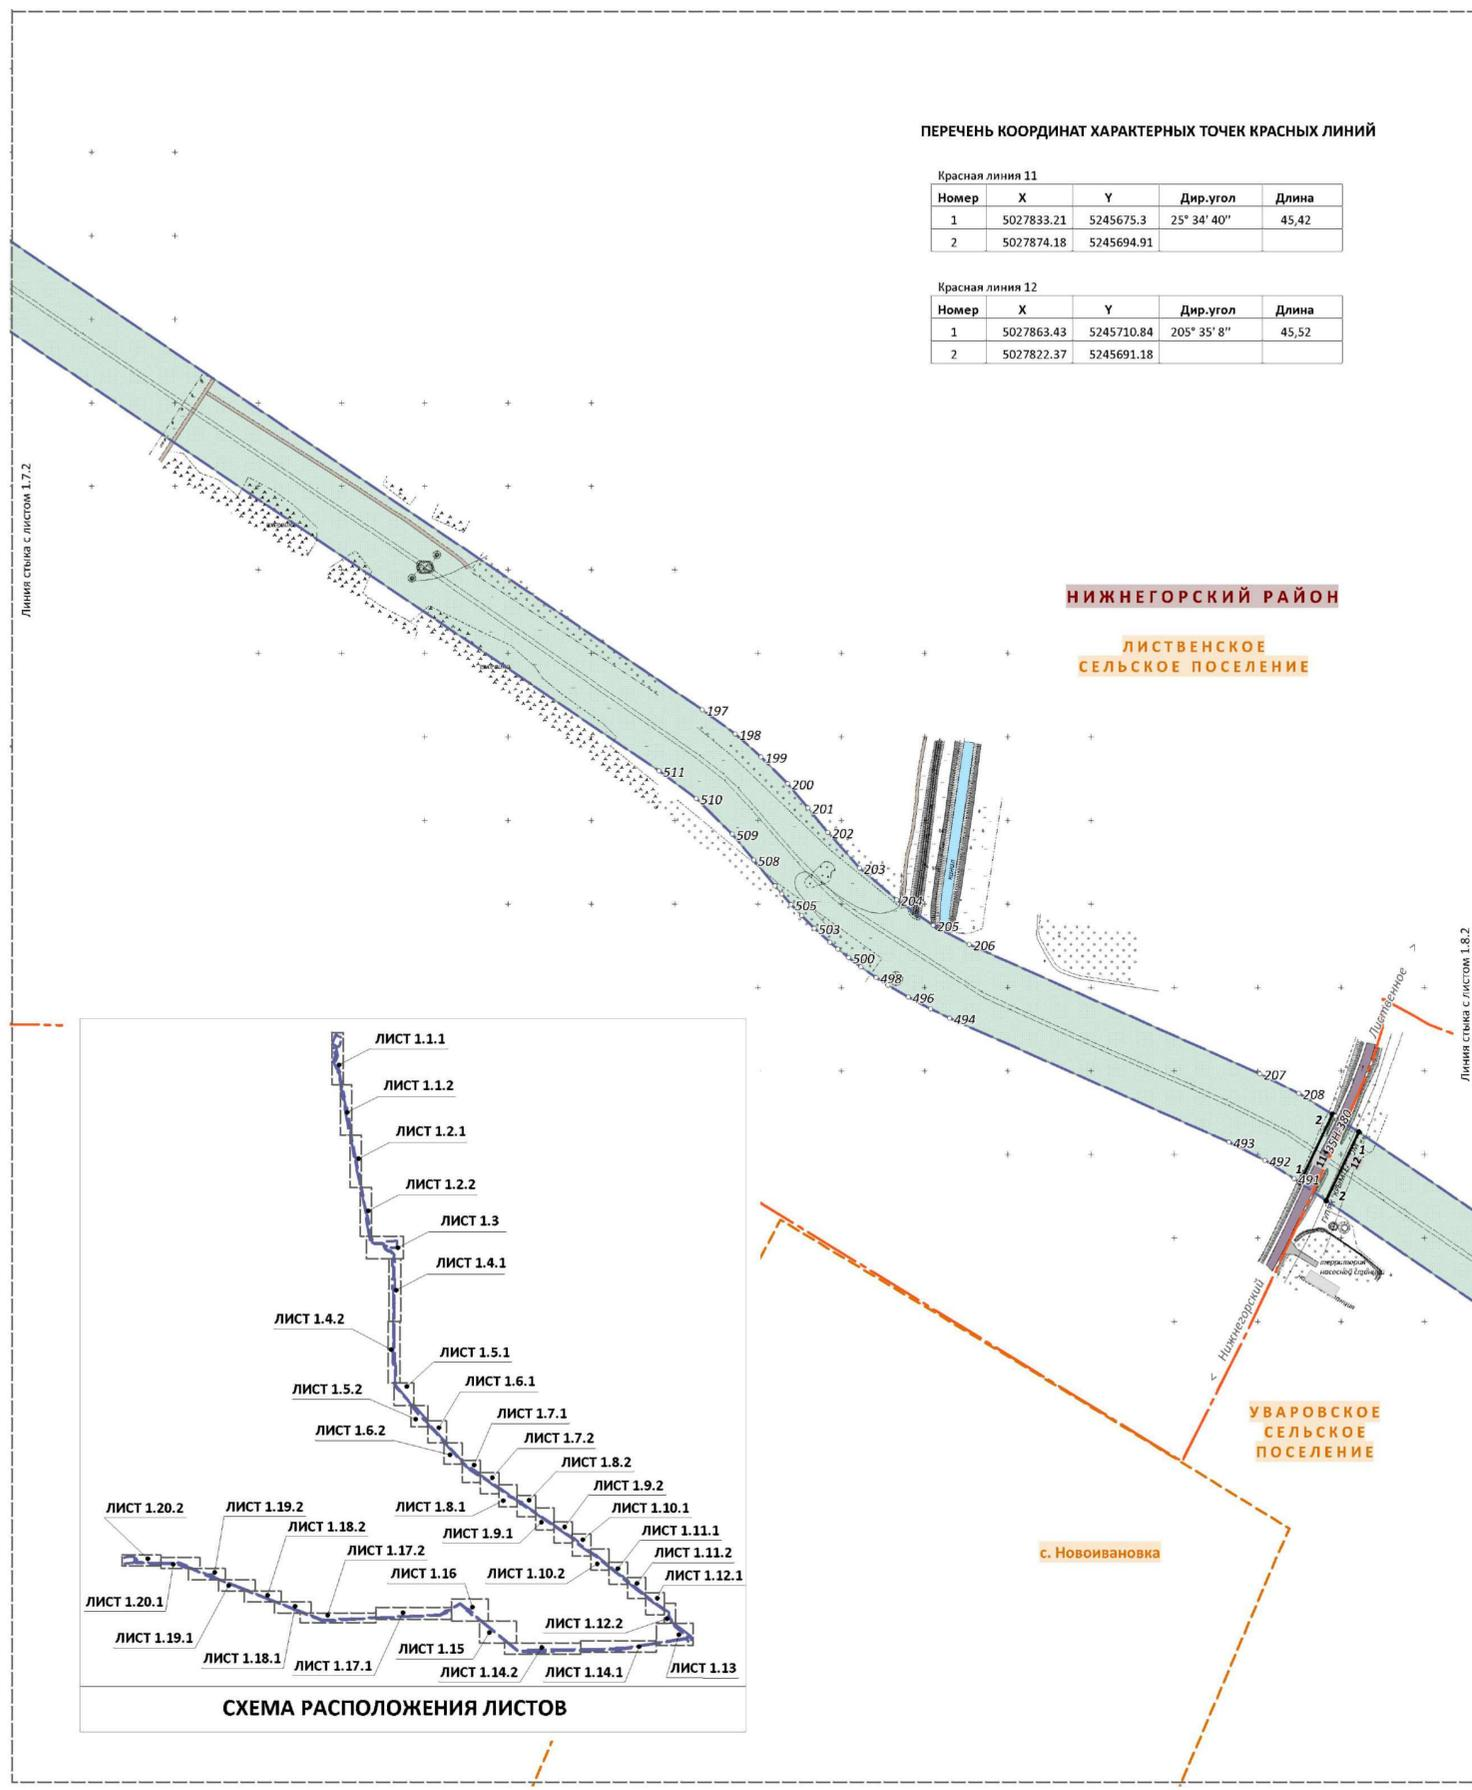 ПЕРЕЧЕНЬ КООРДИНАТ ХАРАКТЕРНЫХ ТОЧЕК КРАСНЫХ ЛИНИЙ
Красная линия 11
Номер X Y Дир.угол Длина
1 5027833.21 5245675.3 25° 34' 40" 45,42
2 5027874.18 5245694.91
Красная линия 12
Номер X Y Дир.угол Длина
1 5027863.43 5245710.84 205° 35' 8" 45,52
2 5027822.37 5245691.18
Линия стыка с листом 1.7.2
НИЖНЕГОРСКИЙ РАЙОН
ЛИСТВЕНСКОЕ
СЕЛЬСКОЕ ПОСЕЛЕНИЕ
197
198
199
200
201
202
203
204
205
206
207
208
511
510
509
508
505
503
500
498
496
494
493
492
491
канал
Лиственное
Линия стыка с листом 1.8.2
2
1
11
35Н-380
1
12
2
территория
Нижнегорский
УВАРОВСКОЕ
СЕЛЬСКОЕ
ПОСЕЛЕНИЕ
с. Новоивановка
ЛИСТ 1.1.1
ЛИСТ 1.1.2
ЛИСТ 1.2.1
ЛИСТ 1.2.2
ЛИСТ 1.3
ЛИСТ 1.4.1
ЛИСТ 1.4.2
ЛИСТ 1.5.1
ЛИСТ 1.5.2
ЛИСТ 1.6.1
ЛИСТ 1.6.2
ЛИСТ 1.7.1
ЛИСТ 1.7.2
ЛИСТ 1.8.2
ЛИСТ 1.8.1
ЛИСТ 1.9.2
ЛИСТ 1.9.1
ЛИСТ 1.10.1
ЛИСТ 1.11.1
ЛИСТ 1.11.2
ЛИСТ 1.10.2
ЛИСТ 1.12.1
ЛИСТ 1.12.2
ЛИСТ 1.13
ЛИСТ 1.20.2
ЛИСТ 1.19.2
ЛИСТ 1.18.2
ЛИСТ 1.17.2
ЛИСТ 1.16
ЛИСТ 1.20.1
ЛИСТ 1.19.1
ЛИСТ 1.18.1
ЛИСТ 1.17.1
ЛИСТ 1.15
ЛИСТ 1.14.2
ЛИСТ 1.14.1
СХЕМА РАСПОЛОЖЕНИЯ ЛИСТОВ